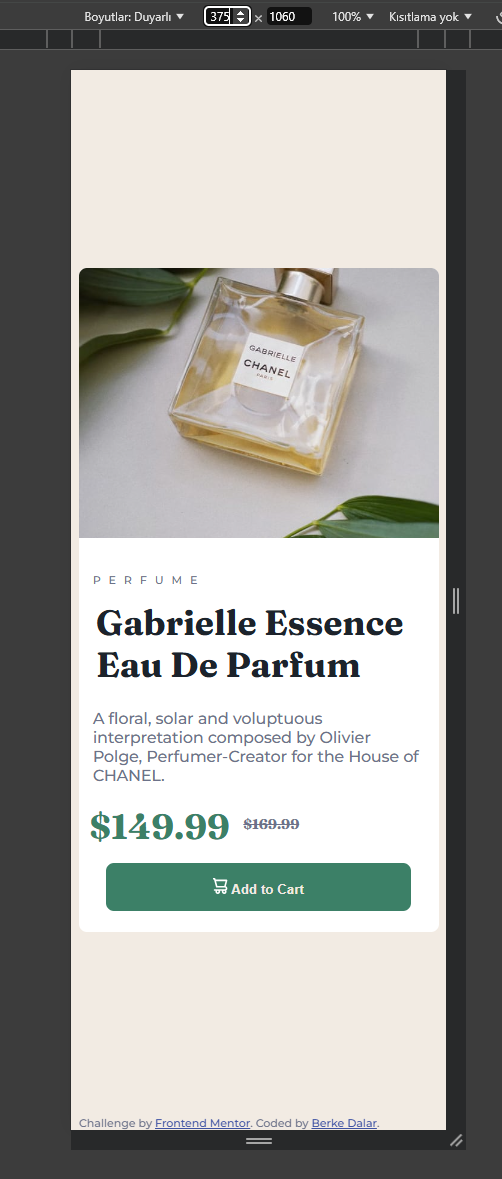 Boyutlar: Duyarlı 375 × 1060 100% Kısıtlama yok
GABRIELLE
CHANEL
PARIS
PERFUME
Gabrielle Essence
Eau De Parfum
A floral, solar and voluptuous
interpretation composed by Olivier
Polge, Perfumer-Creator for the House of
CHANEL.
$149.99 $169.99
Add to Cart
Challenge by Frontend Mentor. Coded by Berke Dalar.